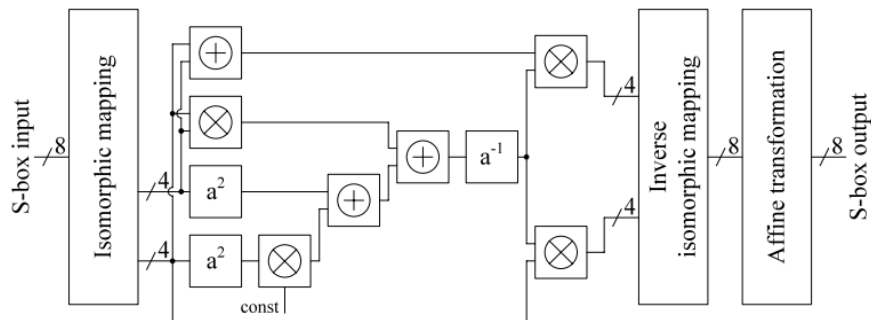 S-box input
8
Isomorphic mapping
4
4
+
×
a²
a²
×
const
+
+
a⁻¹
×
×
4
4
Inverse
isomorphic mapping
8
Affine transformation
8
S-box output